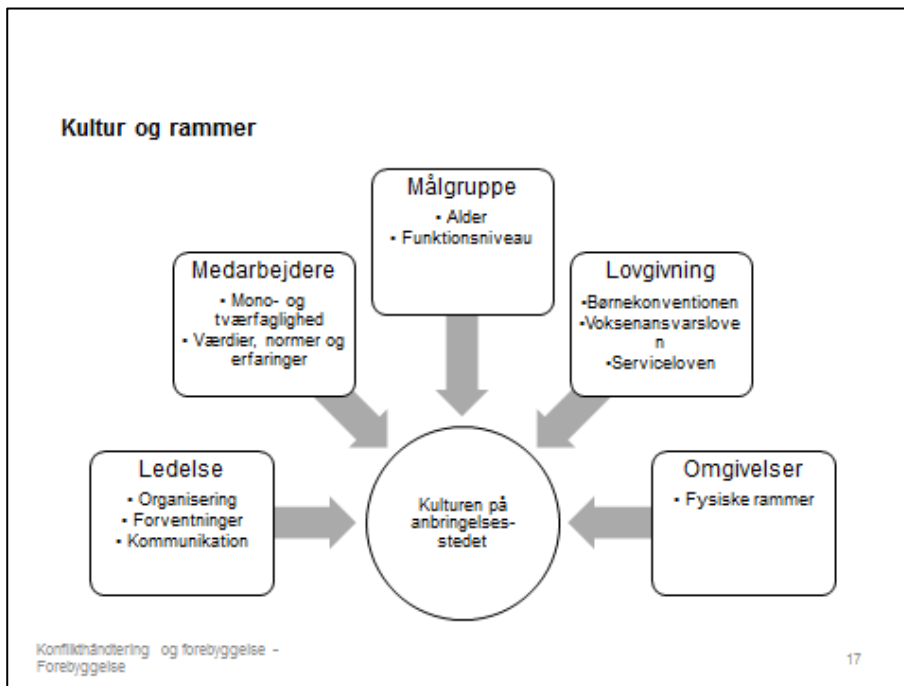 Kultur og rammer
Målgruppe
▪ Alder
▪ Funktionsniveau
Medarbejdere
▪ Mono- og
tværfaglighed
▪ Værdier, normer og
erfaringer
Lovgivning
▪Børnekonventionen
▪Voksenansvarslove
n
▪Serviceloven
Ledelse
▪ Organisering
▪ Forventninger
▪ Kommunikation
Kulturen på
anbringelses-
stedet
Omgivelser
▪ Fysiske rammer
Konflikthåndtering og forebyggelse -
Forebyggelse
17